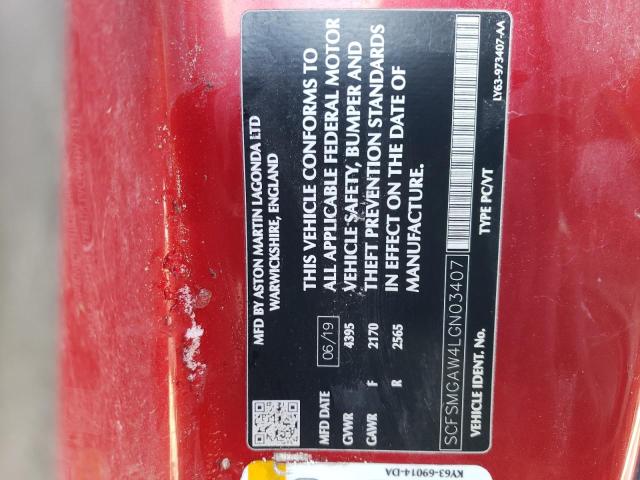 MFD BY ASTON MARTIN LAGONDA LTD
WARWICKSHIRE, ENGLAND
MFD DATE 06/19
GVWR 4395
GAWR F 2170
R 2565
THIS VEHICLE CONFORMS TO
ALL APPLICABLE FEDERAL MOTOR
VEHICLE SAFETY, BUMPER AND
THEFT PREVENTION STANDARDS
IN EFFECT ON THE DATE OF
MANUFACTURE.
SCFSMGAW4LGN03407
VEHICLE IDENT. No. TYPE PC/VT
LY63-973407-AA
KY63-69014-DA